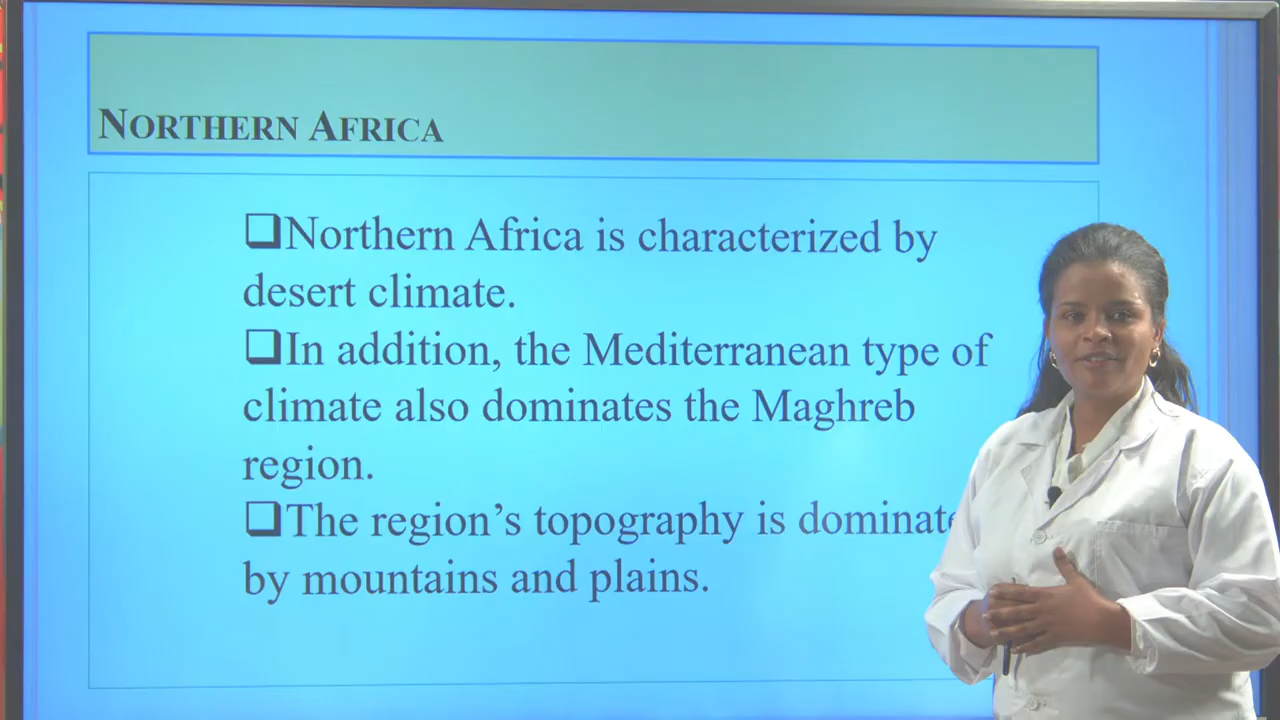 NORTHERN AFRICA
❑Northern Africa is characterized by
desert climate.
❑In addition, the Mediterranean type of
climate also dominates the Maghreb
region.
❑The region's topography is
by mountains and plains.